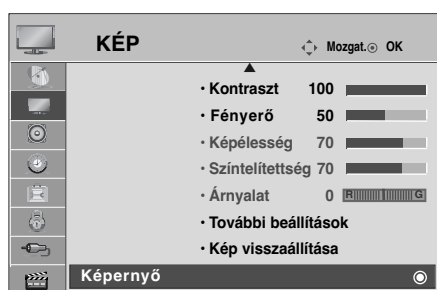 KÉP Mozgat. OK
• Kontraszt 100
• Fényerő 50
• Képélesség 70
• Színtelítettség 70
• Árnyalat 0 R G
• További beállítások
• Kép visszaállítása
Képernyő